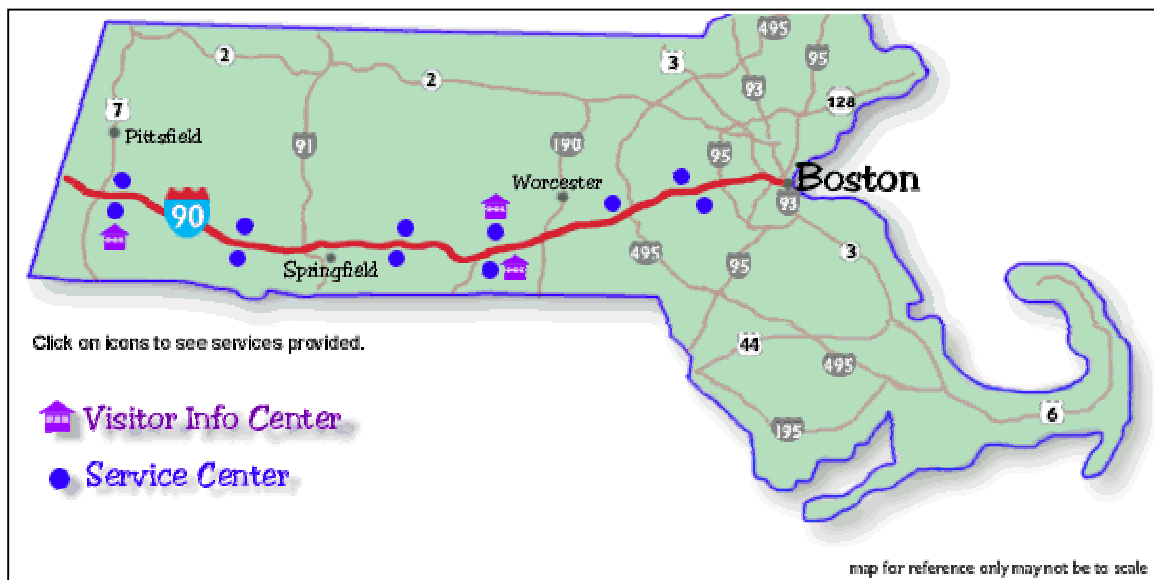 495
3
95
2
93
2
128
7
Pittsfield
91
190
95
Worcester
Boston
93
90
Springfield
495
95
3
Click on icons to see services provided.
44
495
Visitor Info Center
6
195
Service Center
map for reference only may not be to scale